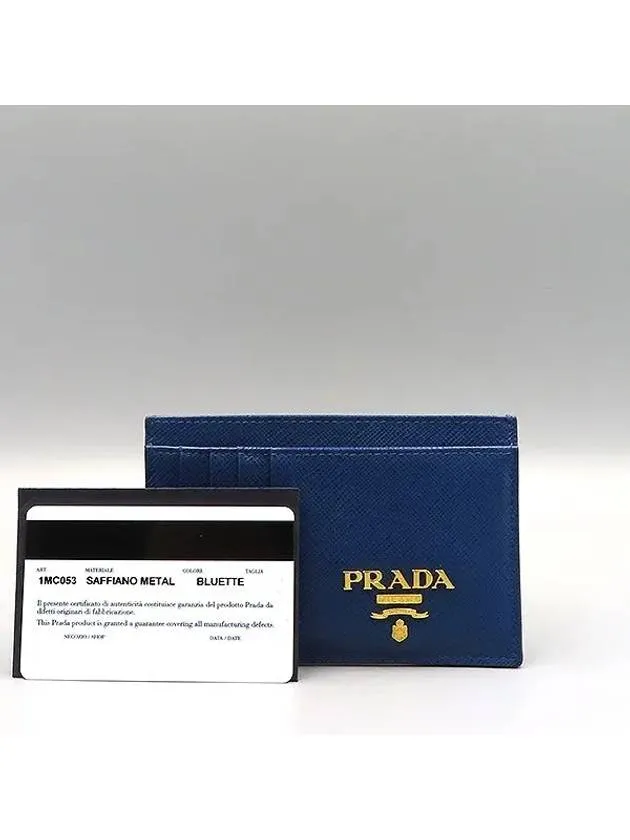 PRADA
MILANO
ART MATERIALE COLORE TAGLIA
1MC053 SAFFIANO METAL BLUETTE
Il presente certificato di autenticità costituisce garanzia del prodotto Prada da
difetti originari di fabbricazione.
This Prada product is granted a guarantee covering all manufacturing defects.
NEGOZIO / SHOP DATA / DATE